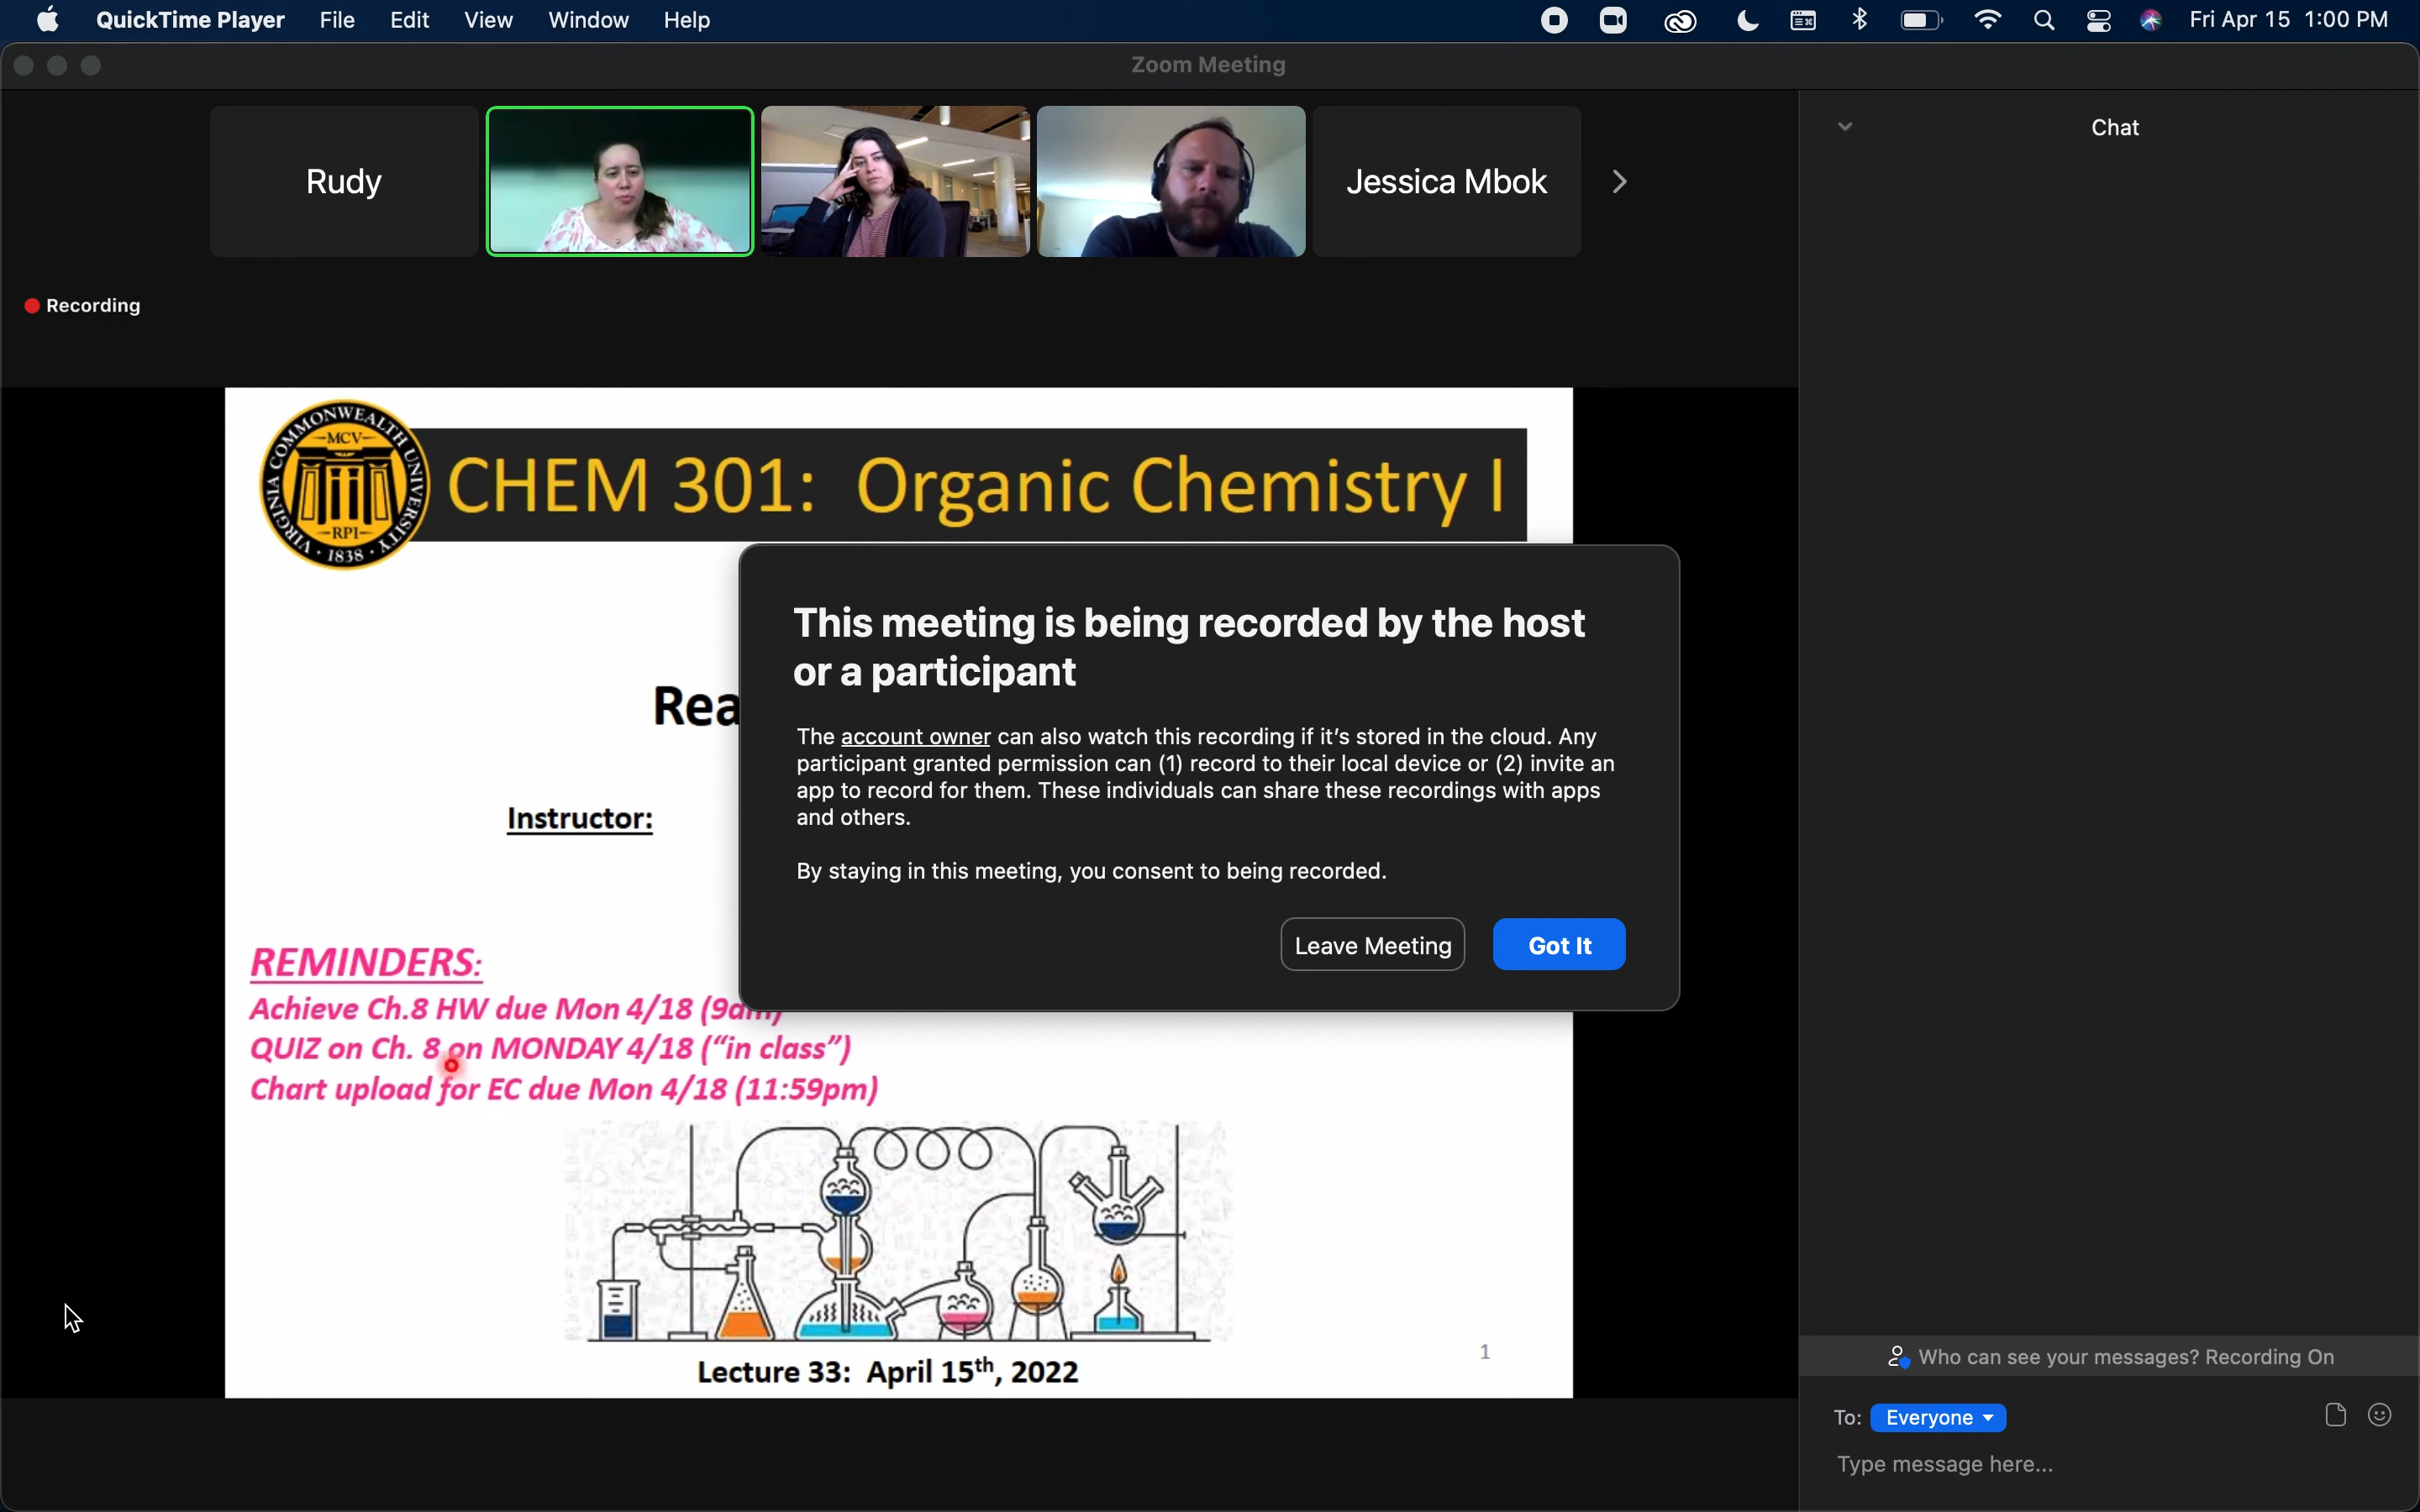 QuickTime Player File Edit View Window Help Fri Apr 15 1:00 PM
Zoom Meeting
Rudy
Jessica Mbok
Chat
Recording
VIRGINIA COMMONWEALTH UNIVERSITY
MCV
RPI
1838
CHEM 301: Organic Chemistry I
This meeting is being recorded by the host
or a participant
The account owner can also watch this recording if it's stored in the cloud. Any
participant granted permission can (1) record to their local device or (2) invite an
app to record for them. These individuals can share these recordings with apps
and others.
By staying in this meeting, you consent to being recorded.
Leave Meeting Got It
Rea
Instructor:
REMINDERS:
Achieve Ch.8 HW due Mon 4/18 (9am)
QUIZ on Ch. 8 on MONDAY 4/18 (“in class”)
Chart upload for EC due Mon 4/18 (11:59pm)
1
Lecture 33: April 15th, 2022
Who can see your messages? Recording On
To: Everyone
Type message here...